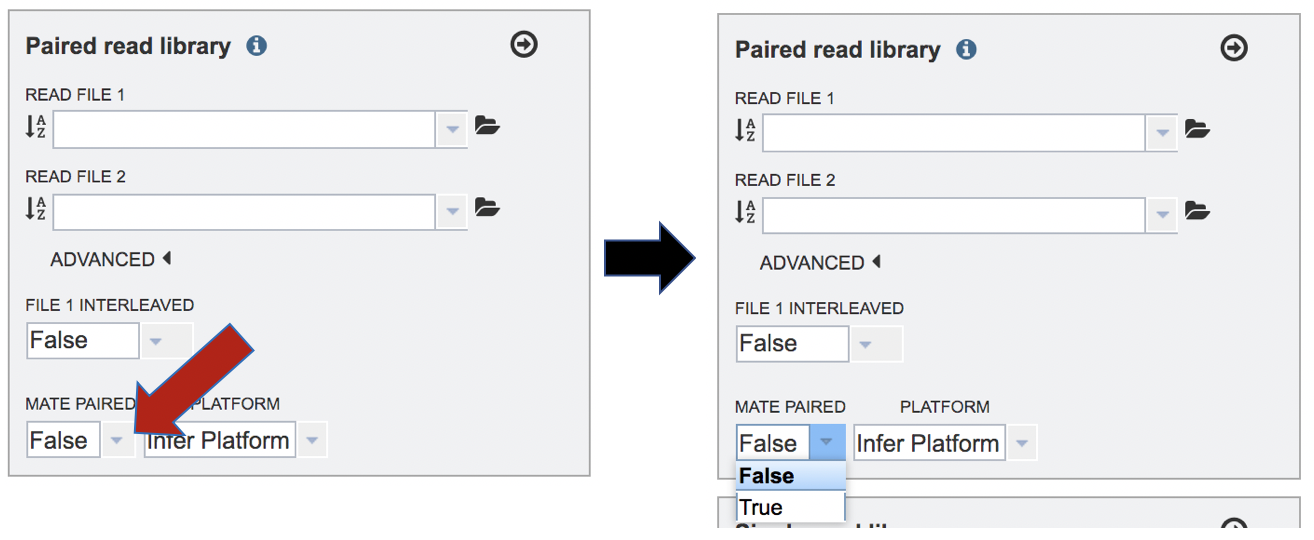 Paired read library
READ FILE 1
READ FILE 2
ADVANCED
FILE 1 INTERLEAVED
False
MATE PAIRED PLATFORM
False Infer Platform
Paired read library
READ FILE 1
READ FILE 2
ADVANCED
FILE 1 INTERLEAVED
False
MATE PAIRED PLATFORM
False Infer Platform
False
True